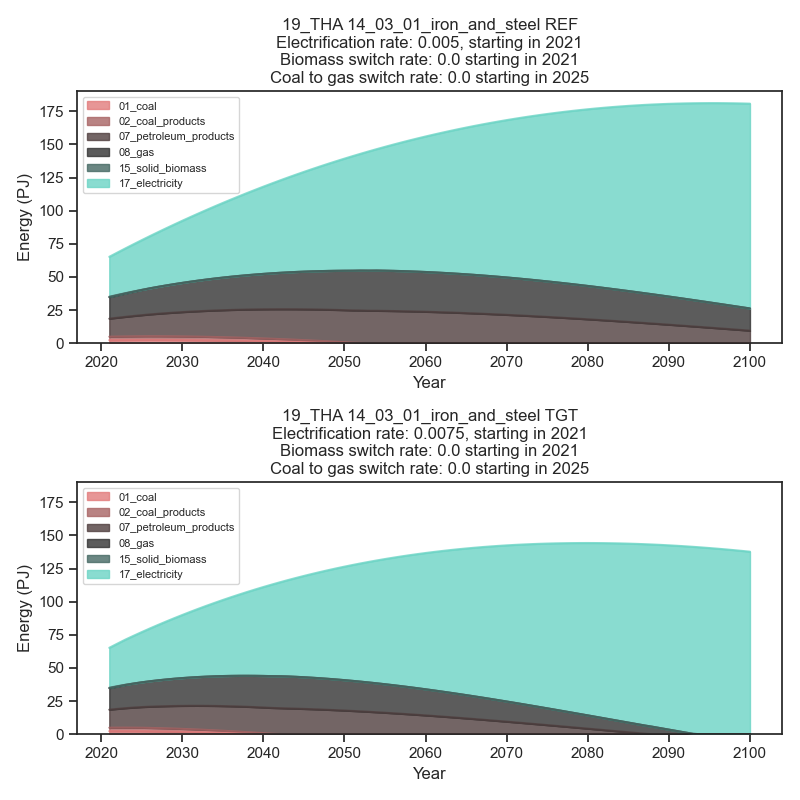 19_THA 14_03_01_iron_and_steel REF
Electrification rate: 0.005, starting in 2021
Biomass switch rate: 0.0 starting in 2021
Coal to gas switch rate: 0.0 starting in 2025
01_coal
02_coal_products
07_petroleum_products
08_gas
15_solid_biomass
17_electricity
Energy (PJ)
175
150
125
100
75
50
25
0
2020 2030 2040 2050 2060 2070 2080 2090 2100
Year
19_THA 14_03_01_iron_and_steel TGT
Electrification rate: 0.0075, starting in 2021
Biomass switch rate: 0.0 starting in 2021
Coal to gas switch rate: 0.0 starting in 2025
01_coal
02_coal_products
07_petroleum_products
08_gas
15_solid_biomass
17_electricity
Energy (PJ)
175
150
125
100
75
50
25
0
2020 2030 2040 2050 2060 2070 2080 2090 2100
Year